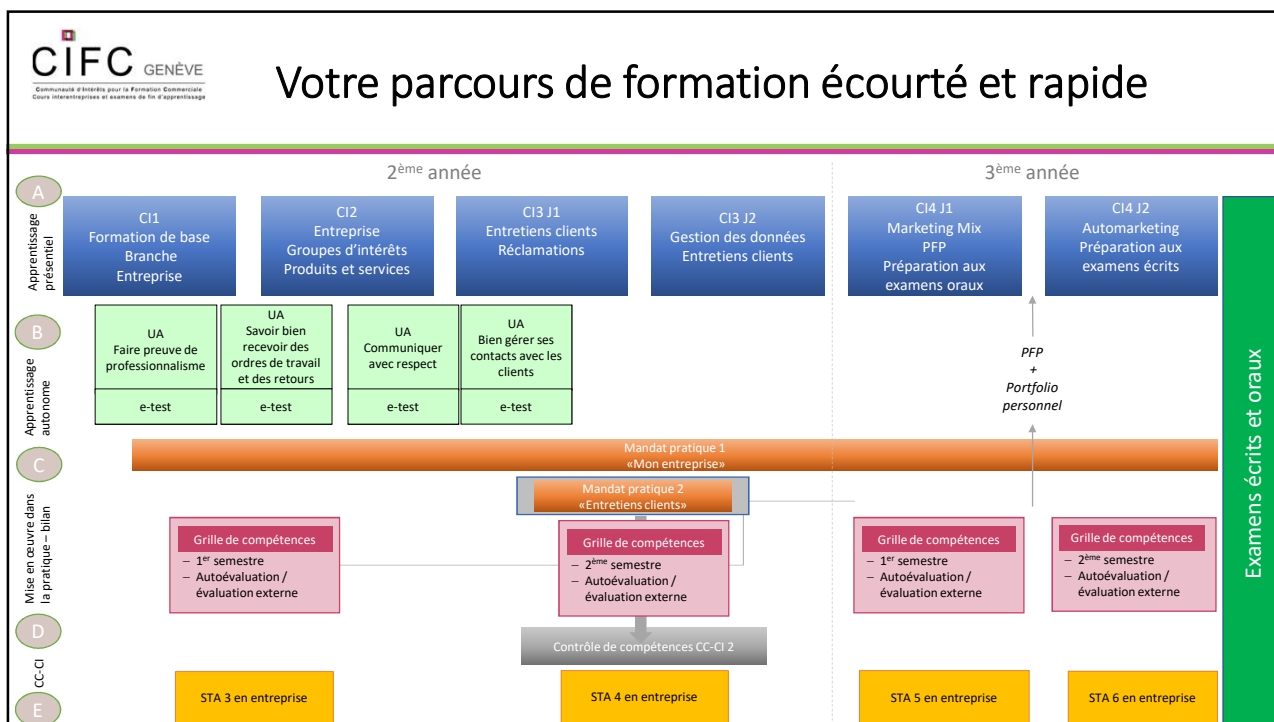 CIFC GENÈVE
Communauté d'Intérêts pour la Formation Commerciale
Cours interentreprises et examens de fin d'apprentissage
Votre parcours de formation écourté et rapide
2ème année
3ème année
A
Apprentissage
présentiel
CI1
Formation de base
Branche
Entreprise
CI2
Entreprise
Groupes d'intérêts
Produits et services
CI3 J1
Entretiens clients
Réclamations
CI3 J2
Gestion des données
Entretiens clients
CI4 J1
Marketing Mix
PFP
Préparation aux
examens oraux
CI4 J2
Automarketing
Préparation aux
examens écrits
Examens écrits et oraux
B
Apprentissage
autonome
UA
Faire preuve de
professionnalisme
e-test
UA
Savoir bien
recevoir des
ordres de travail
et des retours
e-test
UA
Communiquer
avec respect
e-test
UA
Bien gérer ses
contacts avec les
clients
e-test
PFP
+
Portfolio
personnel
C
Mise en œuvre dans
la pratique – bilan
Mandat pratique 1
«Mon entreprise»
Mandat pratique 2
«Entretiens clients»
Grille de compétences
– 1er semestre
– Autoévaluation /
évaluation externe
Grille de compétences
– 2ème semestre
– Autoévaluation /
évaluation externe
Grille de compétences
– 1er semestre
– Autoévaluation /
évaluation externe
Grille de compétences
– 2ème semestre
– Autoévaluation /
évaluation externe
D
CC-CI
Contrôle de compétences CC-CI 2
E
STA 3 en entreprise
STA 4 en entreprise
STA 5 en entreprise
STA 6 en entreprise